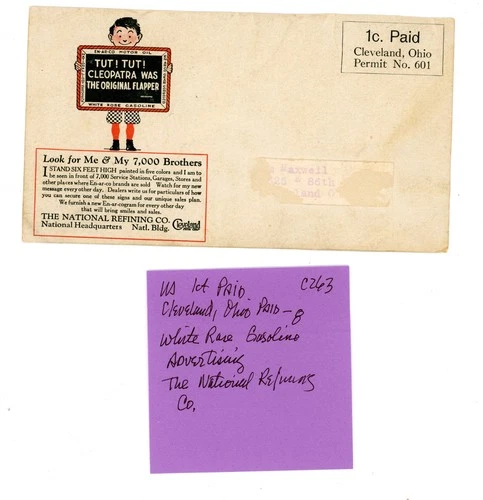 EN-AR-CO MOTOR OIL
TUT! TUT!
CLEOPATRA WAS
THE ORIGINAL FLAPPER
WHITE ROSE GASOLINE
1c. Paid
Cleveland, Ohio
Permit No. 601
Look for Me & My 7,000 Brothers
I STAND SIX FEET HIGH painted in five colors and I am to
be seen in front of 7,000 Service Stations, Garages, Stores and
other places where En-ar-co brands are sold Watch for my new
message every other day. Dealers write us for particulars of how
you can secure one of these signs and our unique sales plan.
We furnish a new En-ar-cogram for every other day
that will bring smiles and sales.
THE NATIONAL REFINING CO.
National Headquarters Natl. Bldg. Cleveland
Maxwell
86th
US 1ct PAID C263
Cleveland, Ohio PAID - 8
White Rose Gasoline
Advertising
The National Refining
Co.